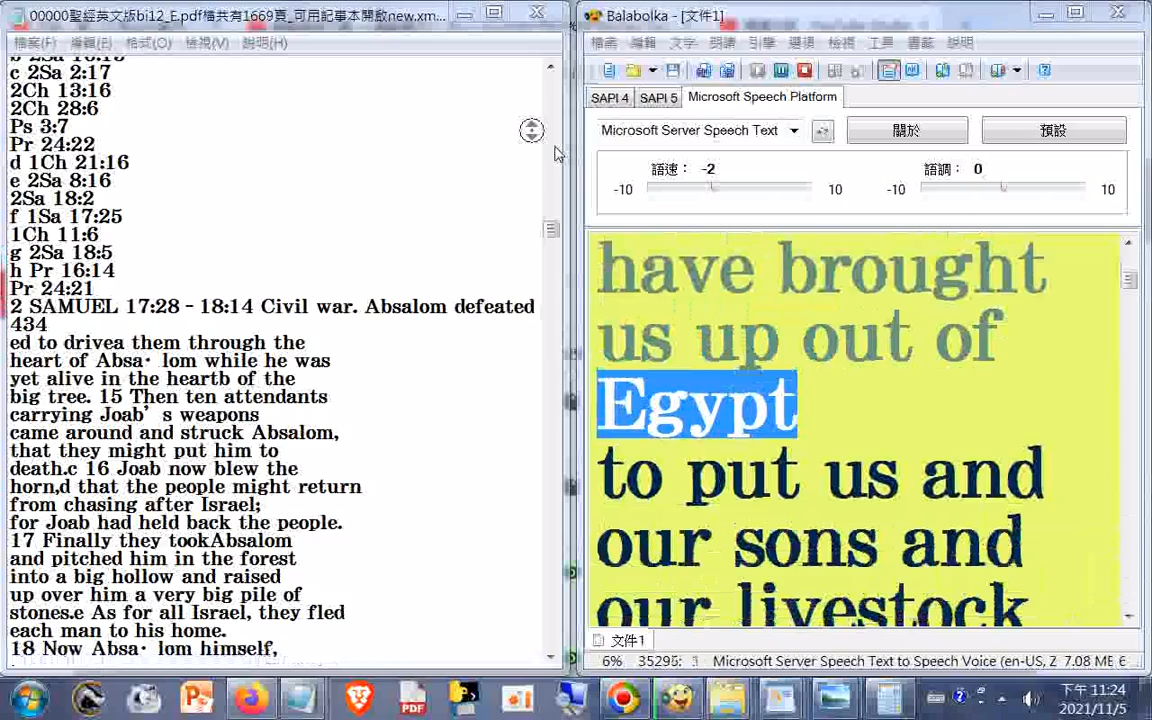 00000聖經英文版bi12_E.pdf檔共有1669頁_可用記事本開啟new.xm...
檔案(F) 編輯(E) 格式(O) 檢視(V) 說明(H)
c 2Sa 2:17
2Ch 13:16
2Ch 28:6
Ps 3:7
Pr 24:22
d 1Ch 21:16
e 2Sa 8:16
2Sa 18:2
f 1Sa 17:25
1Ch 11:6
g 2Sa 18:5
h Pr 16:14
Pr 24:21
2 SAMUEL 17:28‐18:14 Civil war. Absalom defeated
434
ed to drivea them through the
heart of Absa·lom while he was
yet alive in the heartb of the
big tree. 15 Then ten attendants
carrying Joab’s weapons
came around and struck Absalom,
that they might put him to
death.c 16 Joab now blew the
horn,d that the people might return
from chasing after Israel;
for Joab had held back the people.
17 Finally they tookAbsalom
and pitched him in the forest
into a big hollow and raised
up over him a very big pile of
stones.e As for all Israel, they fled
each man to his home.
18 Now Absa·lom himself,
Balabolka - [文件1]
檔案 編輯 文字 朗讀 引擎 選項 檢視 工具 書籤 說明
SAPI 4 SAPI 5 Microsoft Speech Platform
Microsoft Server Speech Text 關於 預設
語速： -2 語調： 0
-10 10 -10 10
have brought
us up out of
Egypt
to put us and
our sons and
our livestock
文件1
6% 35295: Microsoft Server Speech Text to Speech Voice (en-US, Z 7.08 MB 6
PDF
下午 11:24
2021/11/5